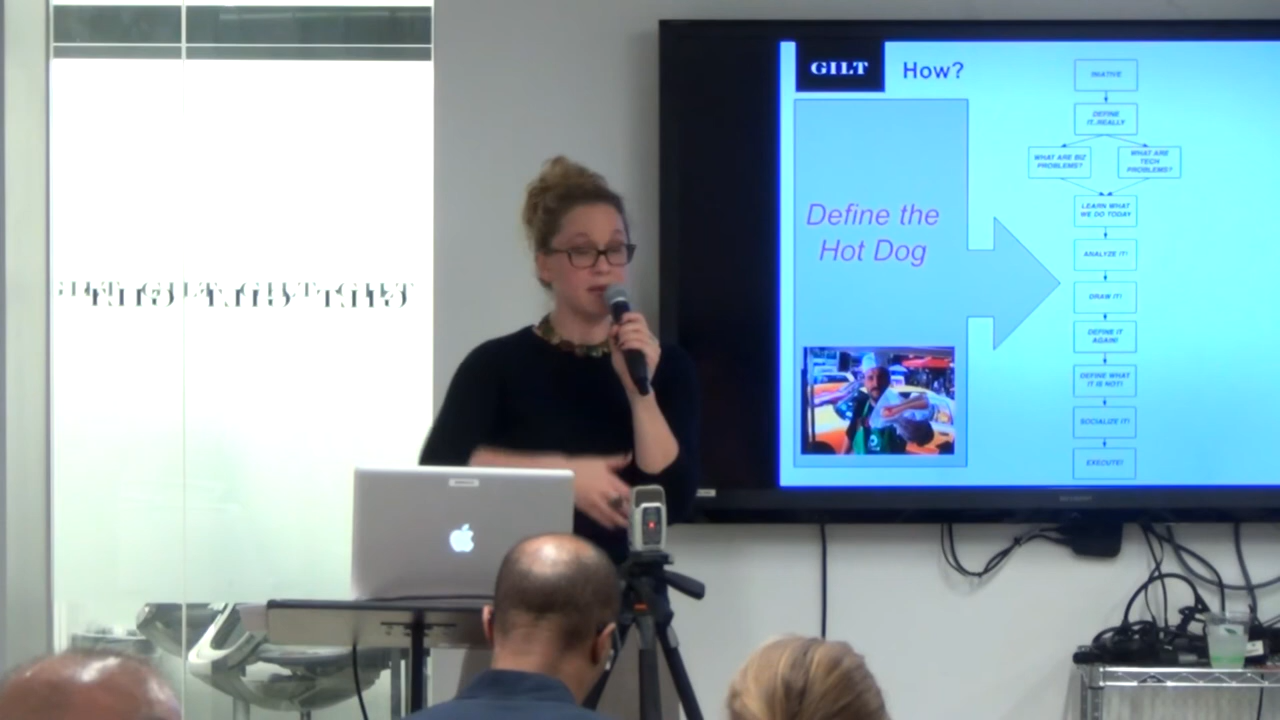 GILT
How?
Define the
Hot Dog
INIATIVE
DEFINE
IT..REALLY
WHAT ARE BIZ
PROBLEMS?
WHAT ARE
TECH
PROBLEMS?
LEARN WHAT
WE DO TODAY
ANALYZE IT!
DRAW IT!
DEFINE IT
AGAIN!
DEFINE WHAT
IT IS NOT!
SOCIALIZE IT!
EXECUTE!
SHARP